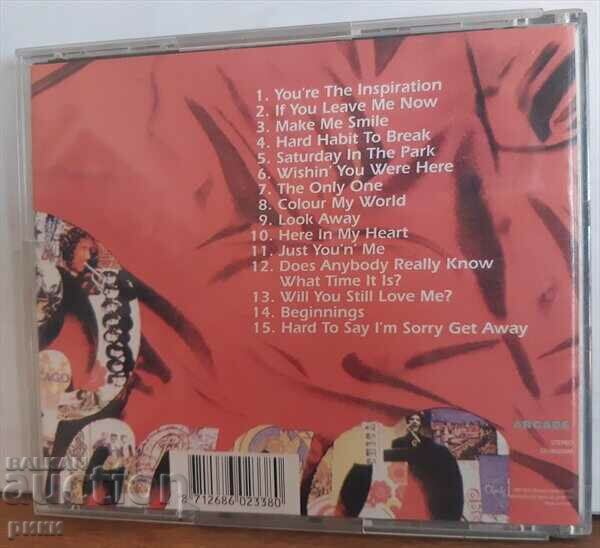 1. You're The Inspiration
2. If You Leave Me Now
3. Make Me Smile
4. Hard Habit To Break
5. Saturday In The Park
6. Wishin' You Were Here
7. The Only One
8. Colour My World
9. Look Away
10. Here In My Heart
11. Just You'n' Me
12. Does Anybody Really Know
What Time It Is?
13. Will You Still Love Me?
14. Beginnings
15. Hard To Say I'm Sorry Get Away
ARCADE
STEREO
8 712686 023380
БАЛКАН
auction
ркки